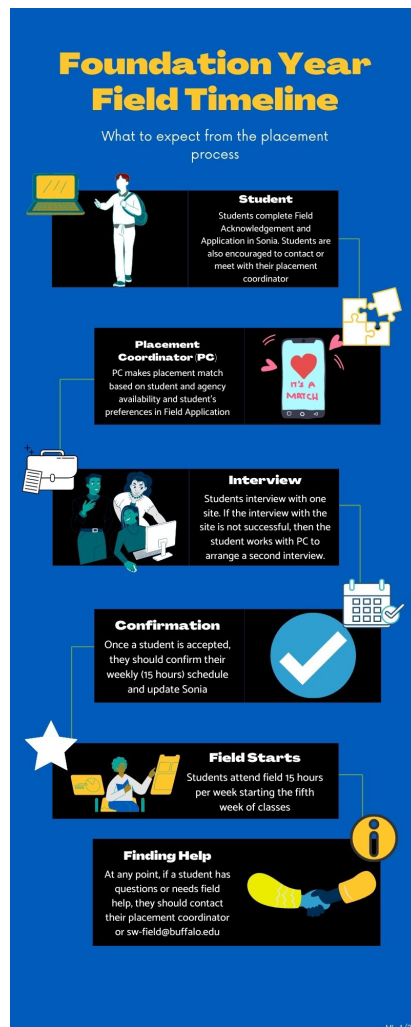 Foundation Year
Field Timeline
What to expect from the placement
process
Student
Students complete Field
Acknowledgement and
Application in Sonia. Students are
also encouraged to contact or
meet with their placement
coordinator
Placement
Coordinator (PC)
PC makes placement match
based on student and agency
availability and student's
preferences in Field Application
IT'S A
MATCH
Interview
Students interview with one
site. If the interview with the
site is not successful, then the
student works with PC to
arrange a second interview.
Confirmation
Once a student is accepted,
they should confirm their
weekly (15 hours) schedule
and update Sonia
Field Starts
Students attend field 15 hours
per week starting the fifth
week of classes
Finding Help
At any point, if a student has
questions or needs field
help, they should contact
their placement coordinator
or sw-field@buffalo.edu